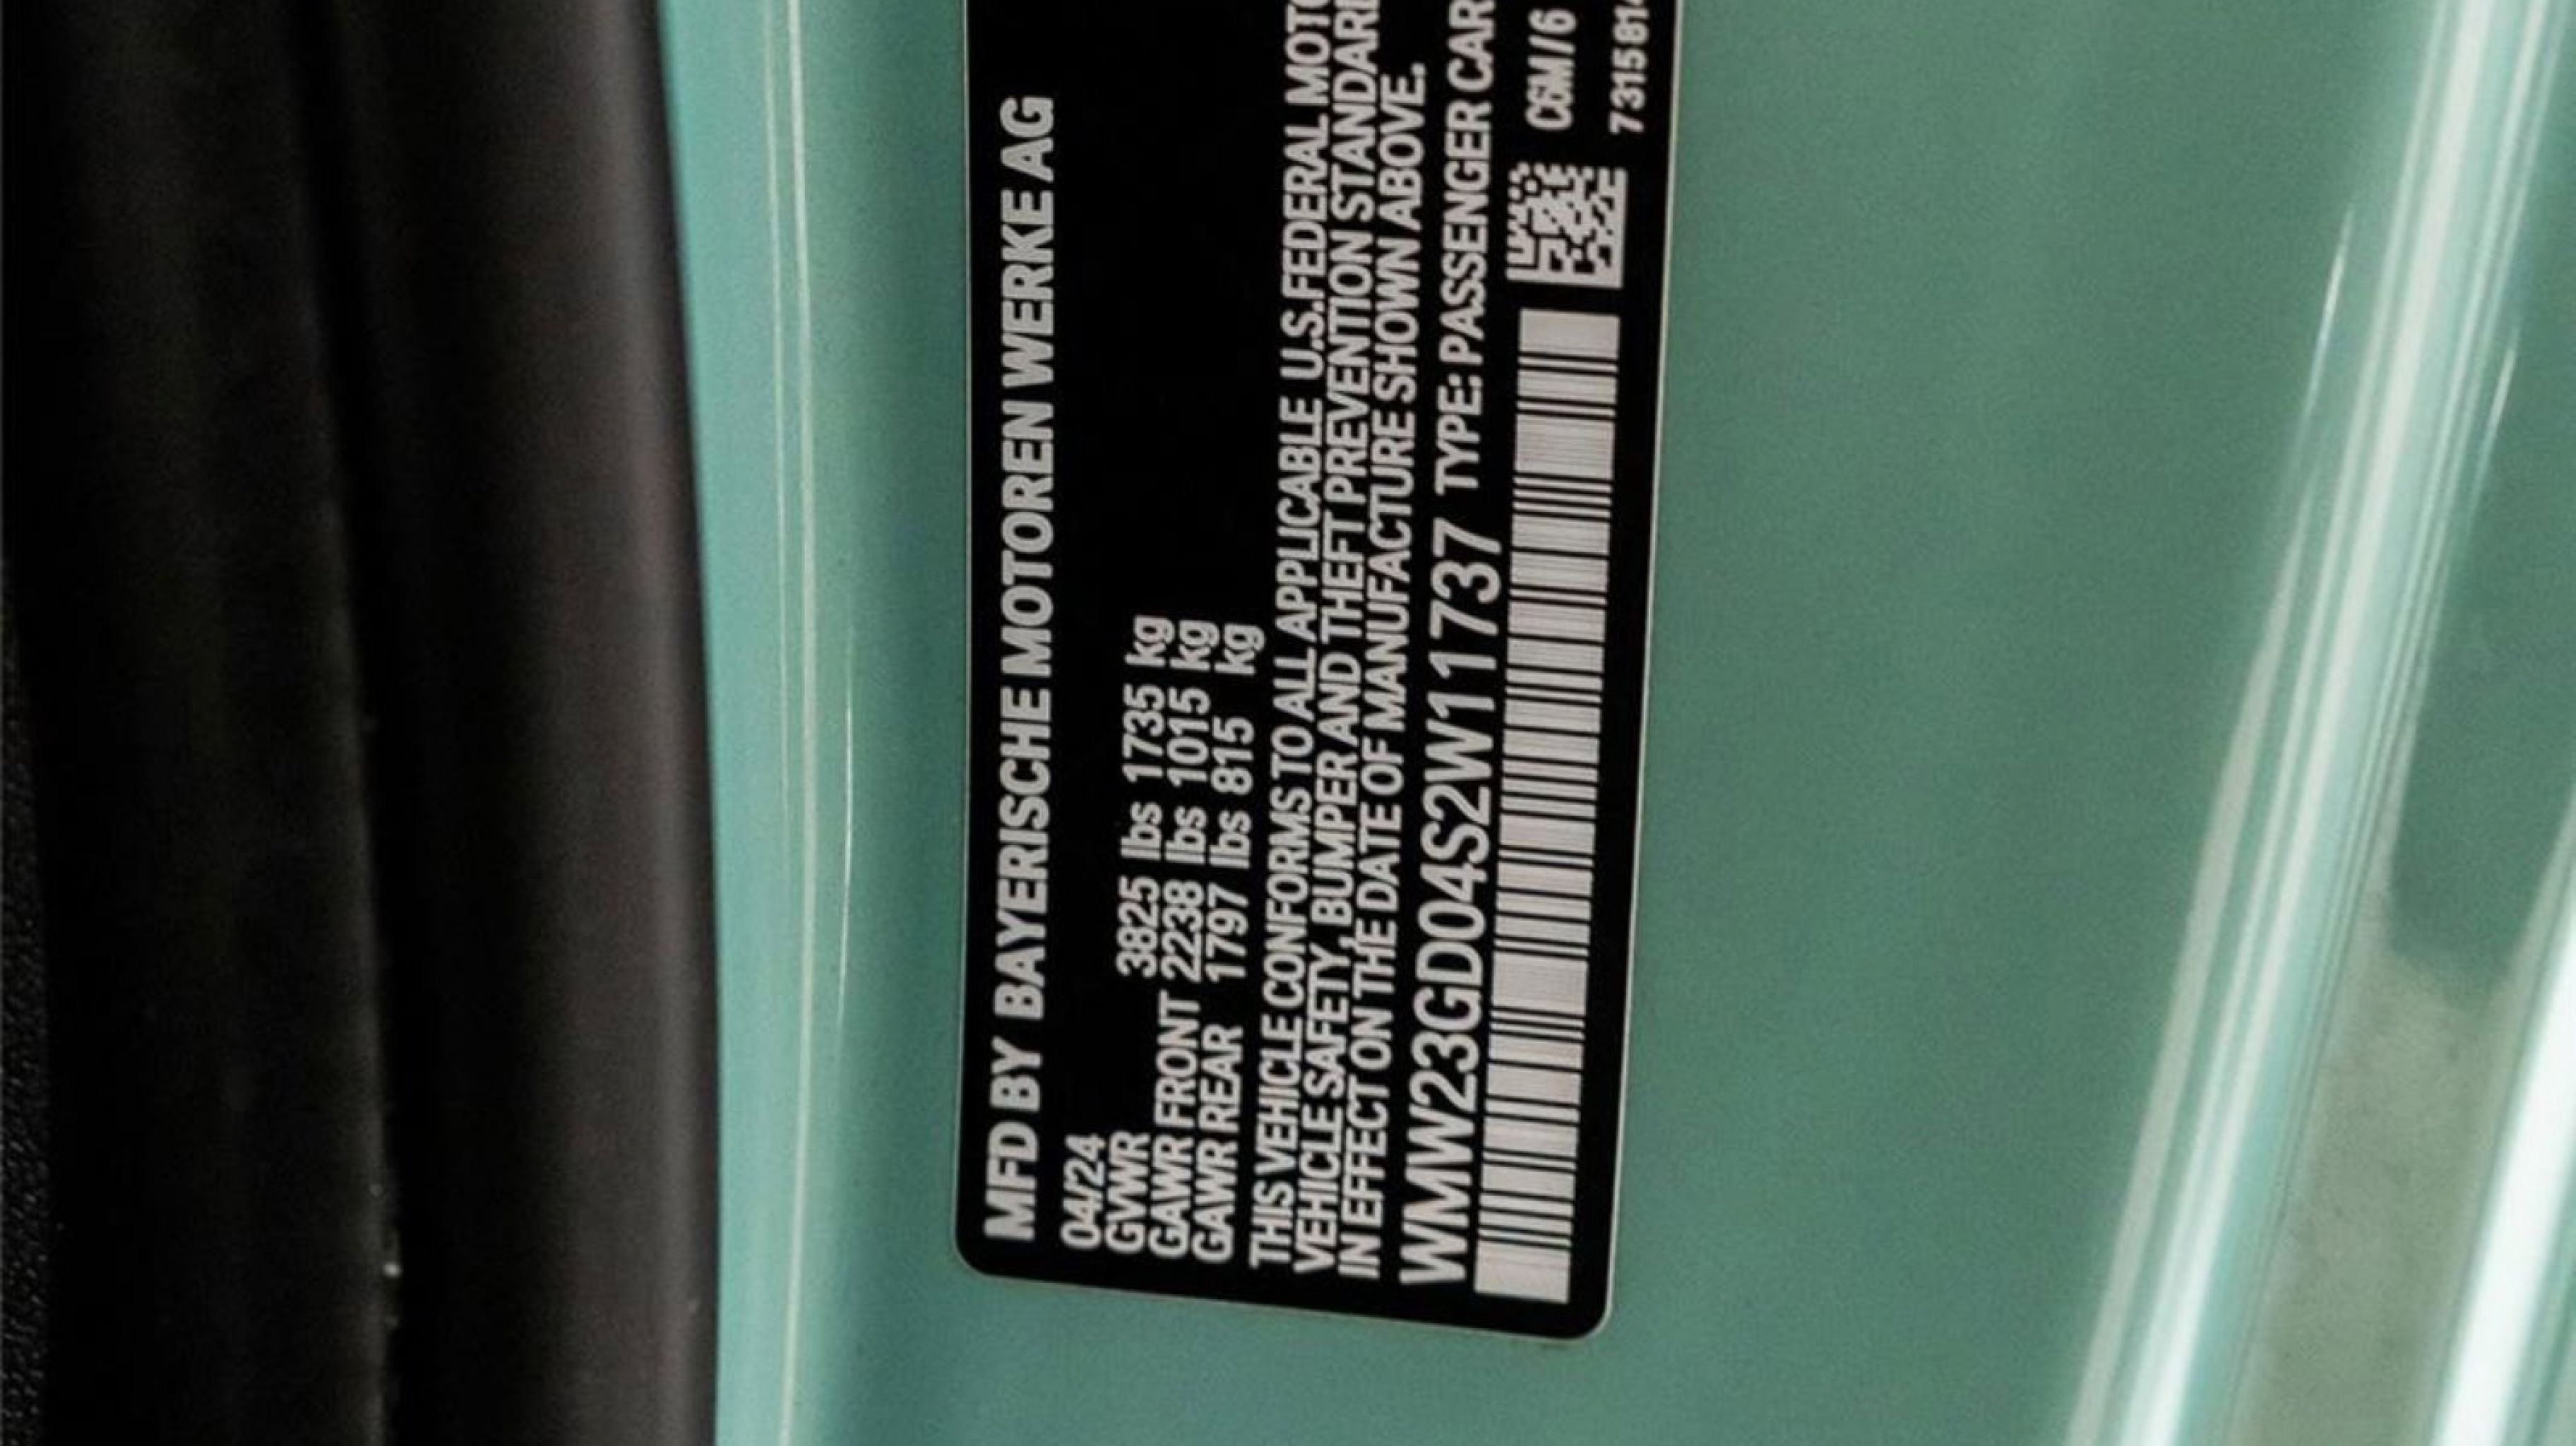 MFD BY BAYERISCHE MOTOREN WERKE AG
04/24
GVWR 3825 lbs 1735 kg
GAWR FRONT 2238 lbs 1015 kg
GAWR REAR 1797 lbs 815 kg
THIS VEHICLE CONFORMS TO ALL APPLICABLE U.S.FEDERAL
VEHICLE SAFETY, BUMPER AND THEFT PREVENTION
IN EFFECT ON THE DATE OF MANUFACTURE SHOWN ABOVE.
WMW23GD04S2W11737 TYPE: PASSENGER CAR
C6M/6